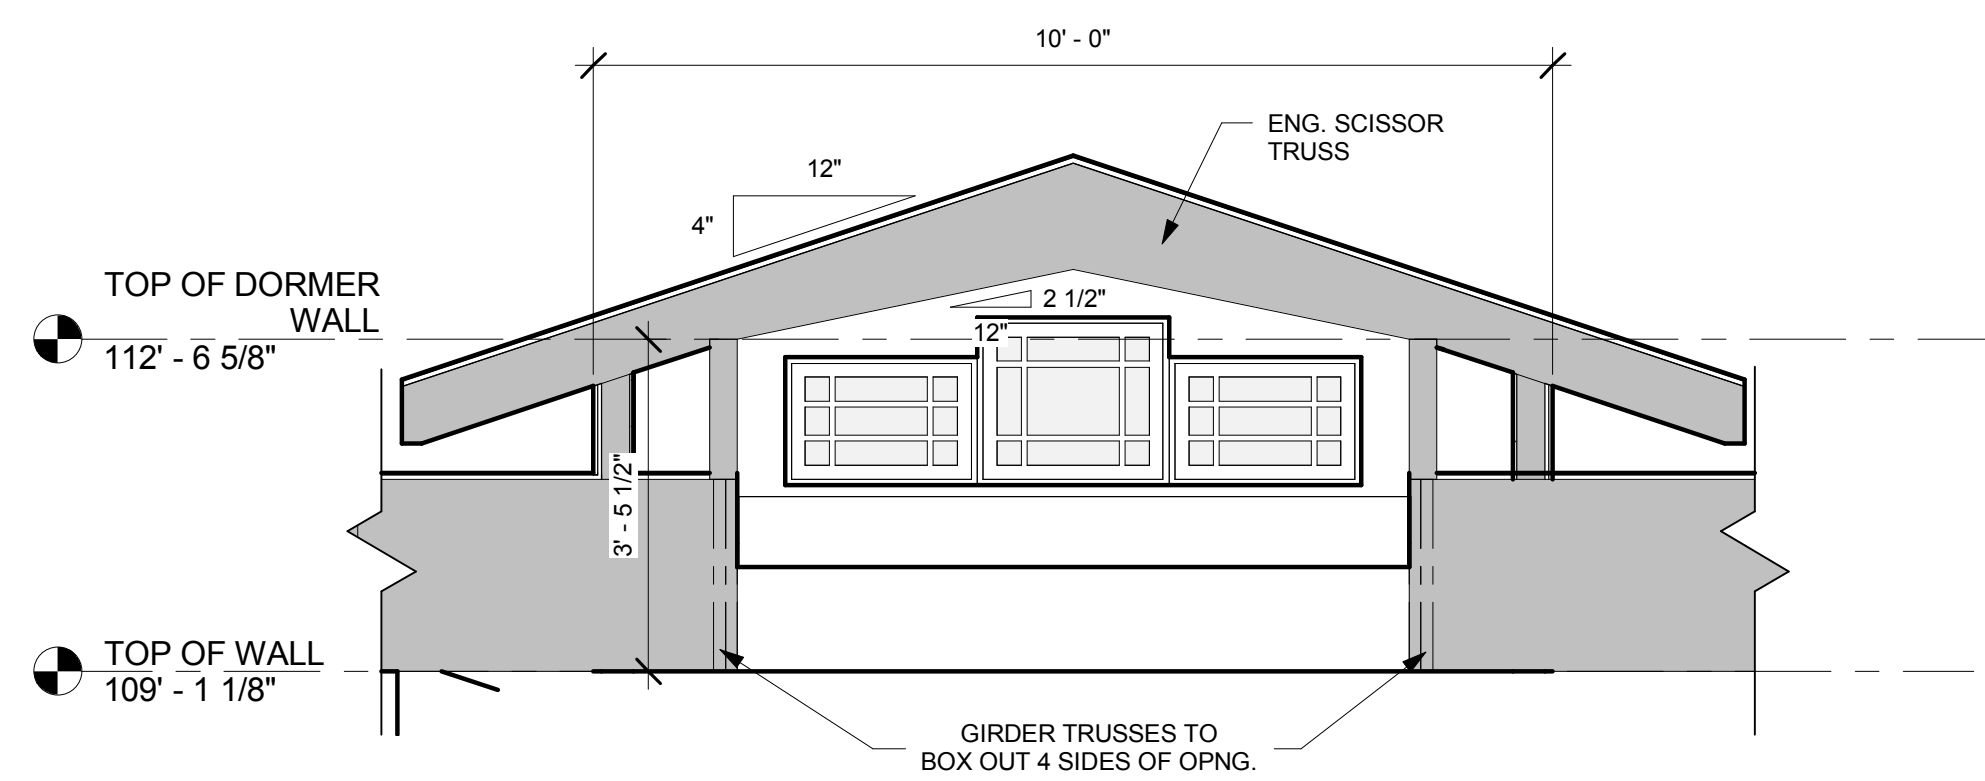 10' - 0"
ENG. SCISSOR
TRUSS
12"
4"
TOP OF DORMER
WALL
112' - 6 5/8"
2 1/2"
12"
3' - 5 1/2"
TOP OF WALL
109' - 1 1/8"
GIRDER TRUSSES TO
BOX OUT 4 SIDES OF OPNG.